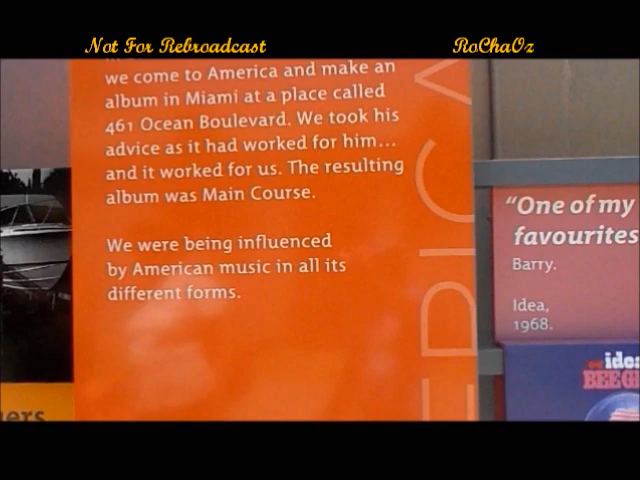 Not For Rebroadcast
RoChaOz
we come to America and make an
album in Miami at a place called
461 Ocean Boulevard. We took his
advice as it had worked for him...
and it worked for us. The resulting
album was Main Course.
We were being influenced
by American music in all its
different forms.
ERICA
“One of my
favourites
Barry.
Idea,
1968.
idea
BEE G
ners